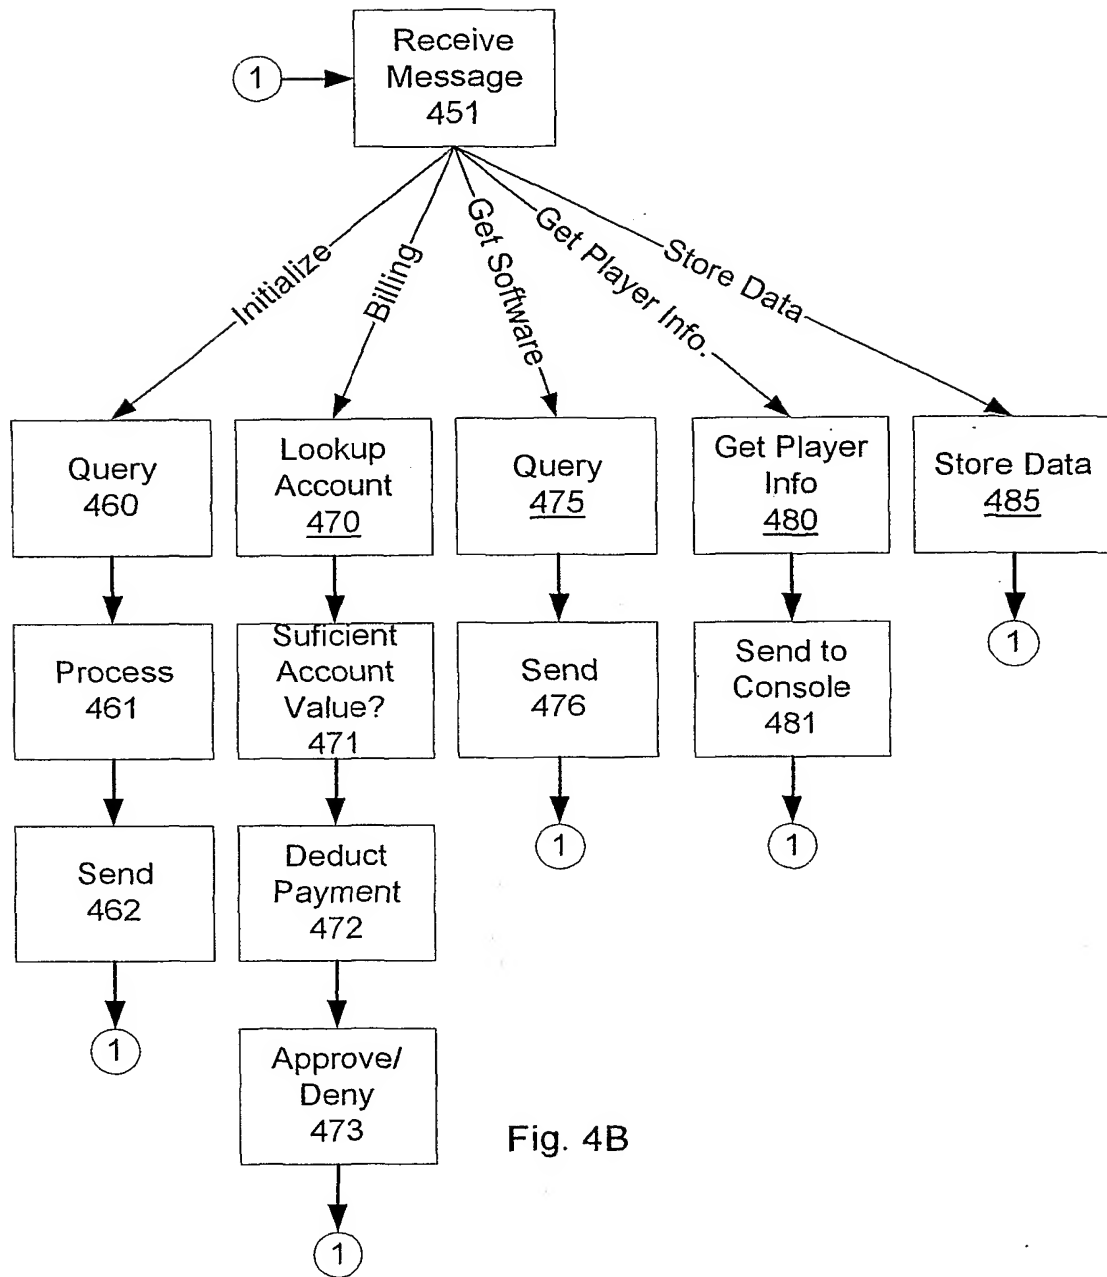 Receive
Message
451
1
Initialize
Billing
Get Software
Get Player Info.
Store Data
Query
460
Lookup
Account
470
Query
475
Get Player
Info
480
Store Data
485
Process
461
Suficient
Account
Value?
471
Send
476
Send to
Console
481
1
Send
462
Deduct
Payment
472
1
1
1
Approve/
Deny
473
Fig. 4B
1